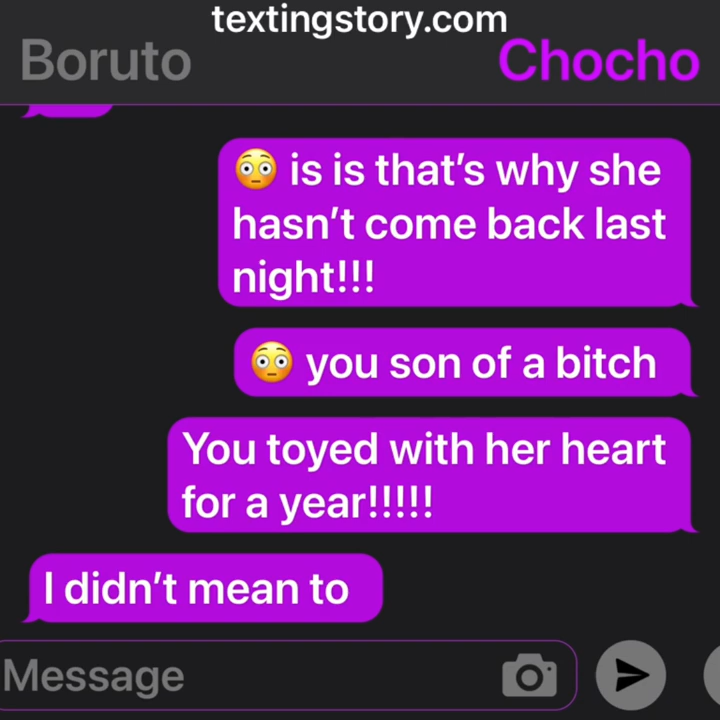 textingstory.com
Boruto
Chocho
😳 is is that’s why she
hasn’t come back last
night!!!
😳 you son of a bitch
You toyed with her heart
for a year!!!!!
I didn’t mean to
Message